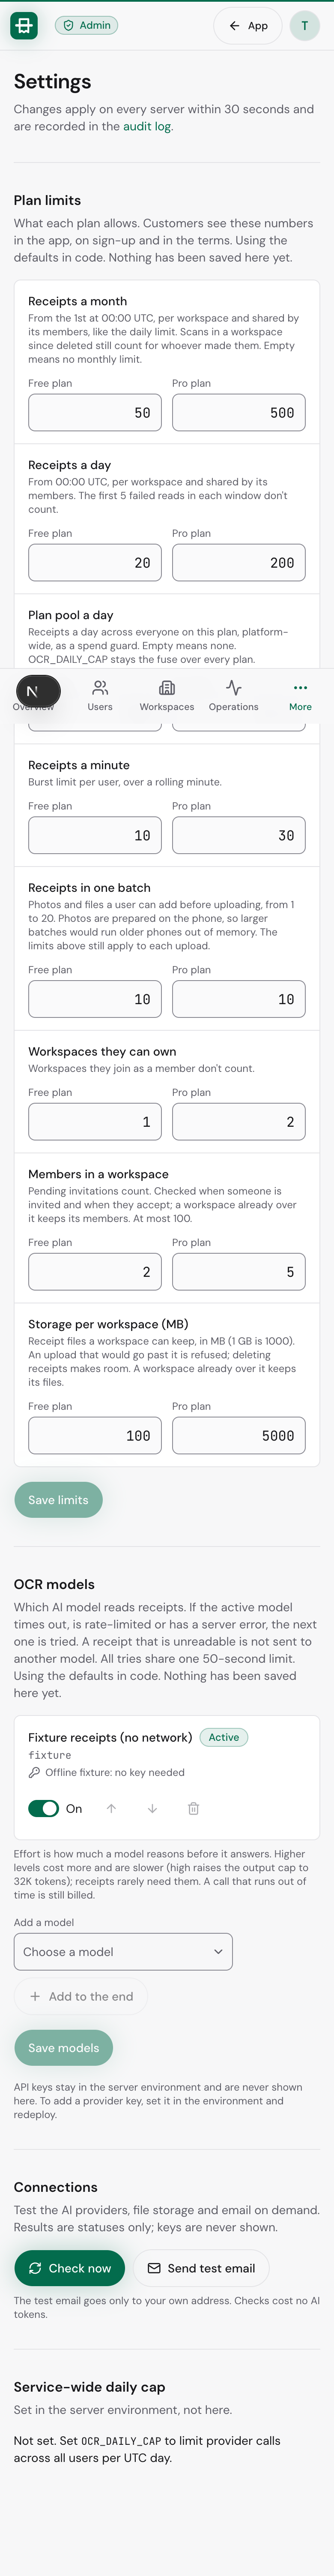 Admin
App
T
Settings
Changes apply on every server within 30 seconds and
are recorded in the audit log.
Plan limits
What each plan allows. Customers see these numbers
in the app, on sign-up and in the terms. Using the
defaults in code. Nothing has been saved here yet.
Receipts a month
From the 1st at 00:00 UTC, per workspace and shared by
its members, like the daily limit. Scans in a workspace
since deleted still count for whoever made them. Empty
means no monthly limit.
Free plan
Pro plan
50
500
Receipts a day
From 00:00 UTC, per workspace and shared by its
members. The first 5 failed reads in each window don't
count.
Free plan
Pro plan
20
200
Plan pool a day
Receipts a day across everyone on this plan, platform-
wide, as a spend guard. Empty means none.
OCR_DAILY_CAP stays the fuse over every plan.
N
Overview
Users
Workspaces
Operations
More
Receipts a minute
Burst limit per user, over a rolling minute.
Free plan
Pro plan
10
30
Receipts in one batch
Photos and files a user can add before uploading, from 1
to 20. Photos are prepared on the phone, so larger
batches would run older phones out of memory. The
limits above still apply to each upload.
Free plan
Pro plan
10
10
Workspaces they can own
Workspaces they join as a member don't count.
Free plan
Pro plan
1
2
Members in a workspace
Pending invitations count. Checked when someone is
invited and when they accept; a workspace already over
it keeps its members. At most 100.
Free plan
Pro plan
2
5
Storage per workspace (MB)
Receipt files a workspace can keep, in MB (1 GB is 1000).
An upload that would go past it is refused; deleting
receipts makes room. A workspace already over it keeps
its files.
Free plan
Pro plan
100
5000
Save limits
OCR models
Which AI model reads receipts. If the active model
times out, is rate-limited or has a server error, the next
one is tried. A receipt that is unreadable is not sent to
another model. All tries share one 50-second limit.
Using the defaults in code. Nothing has been saved
here yet.
Fixture receipts (no network)
Active
fixture
Offline fixture: no key needed
On
Effort is how much a model reasons before it answers. Higher
levels cost more and are slower (high raises the output cap to
32K tokens); receipts rarely need them. A call that runs out of
time is still billed.
Add a model
Choose a model
Add to the end
Save models
API keys stay in the server environment and are never shown
here. To add a provider key, set it in the environment and
redeploy.
Connections
Test the AI providers, file storage and email on demand.
Results are statuses only; keys are never shown.
Check now
Send test email
The test email goes only to your own address. Checks cost no AI
tokens.
Service-wide daily cap
Set in the server environment, not here.
Not set. Set OCR_DAILY_CAP to limit provider calls
across all users per UTC day.